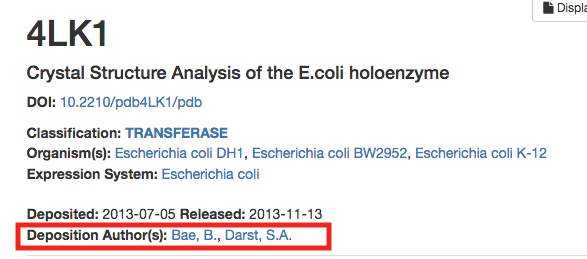 Displa
4LK1
Crystal Structure Analysis of the E.coli holoenzyme
DOI: 10.2210/pdb4LK1/pdb
Classification: TRANSFERASE
Organism(s): Escherichia coli DH1, Escherichia coli BW2952, Escherichia coli K-12
Expression System: Escherichia coli
Deposited: 2013-07-05 Released: 2013-11-13
Deposition Author(s): Bae, B., Darst, S.A.